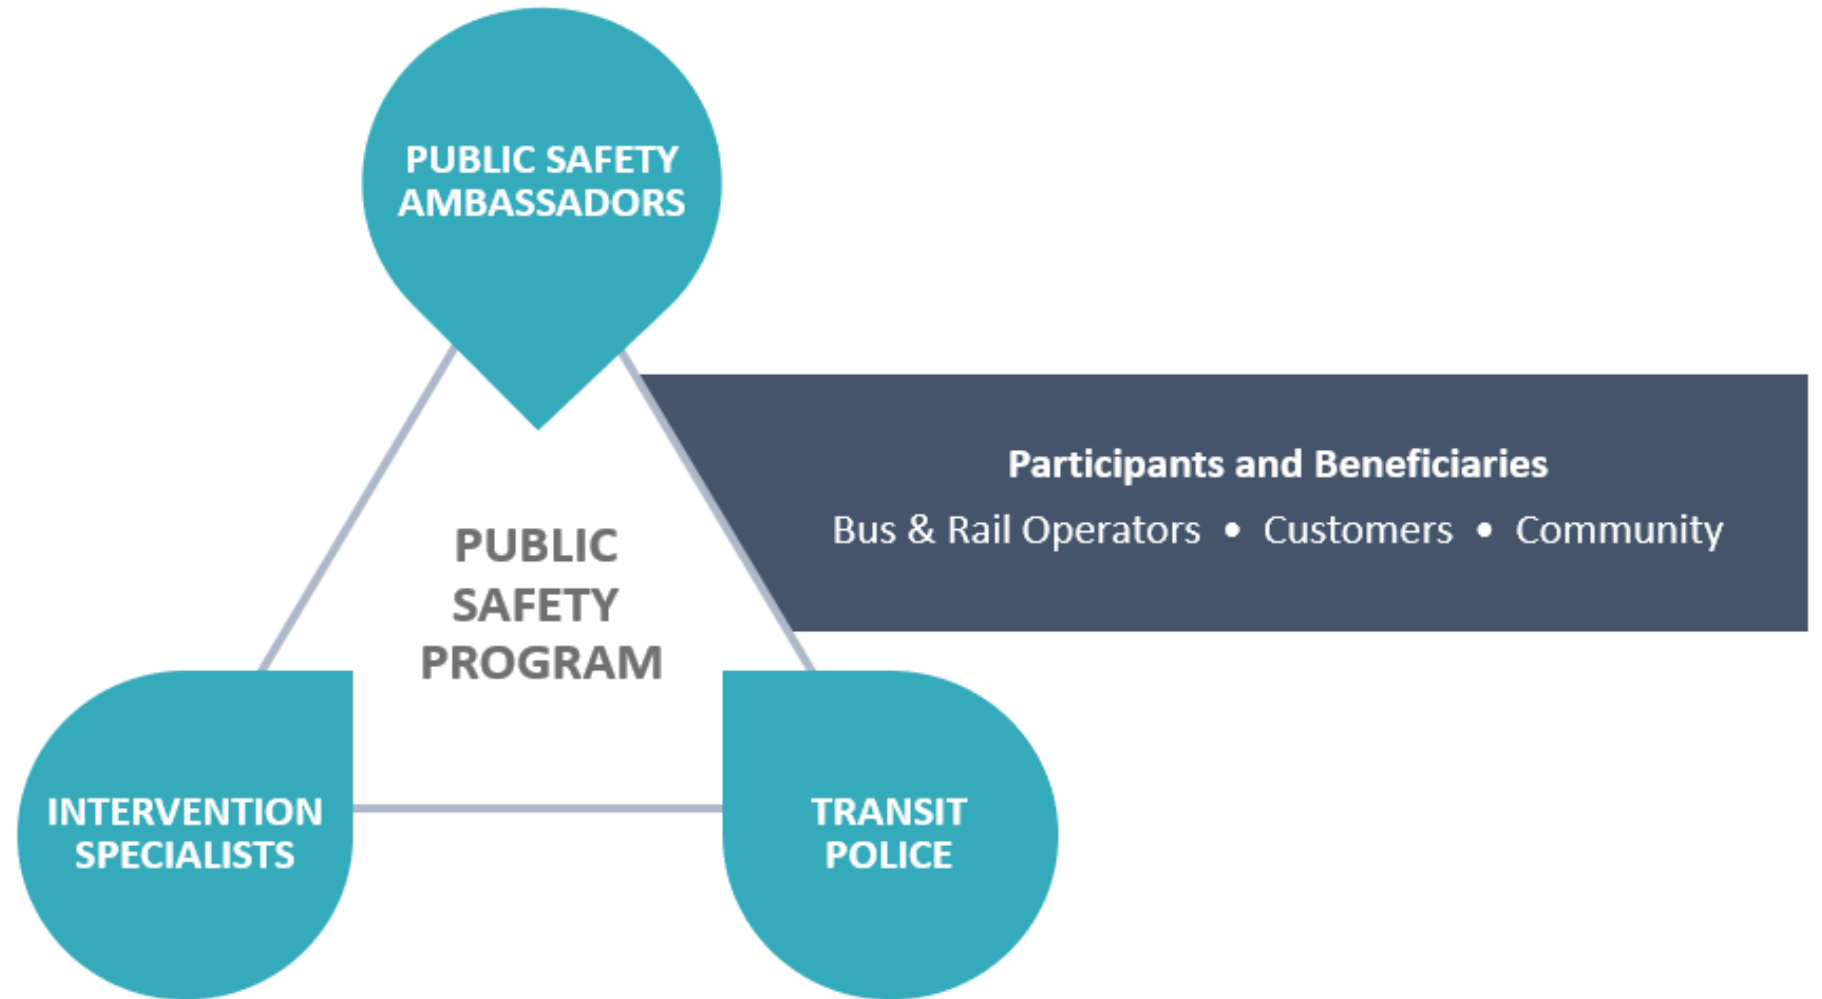 PUBLIC SAFETY
AMBASSADORS
Participants and Beneficiaries
Bus & Rail Operators • Customers • Community
PUBLIC
SAFETY
PROGRAM
INTERVENTION
SPECIALISTS
TRANSIT
POLICE